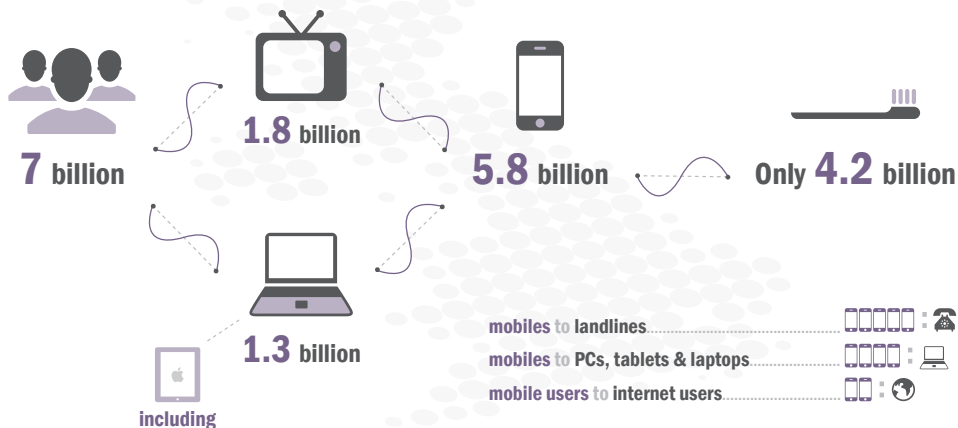 7 billion
1.8 billion
5.8 billion
Only 4.2 billion
1.3 billion
including
mobiles to landlines
mobiles to PCs, tablets & laptops
mobile users to internet users